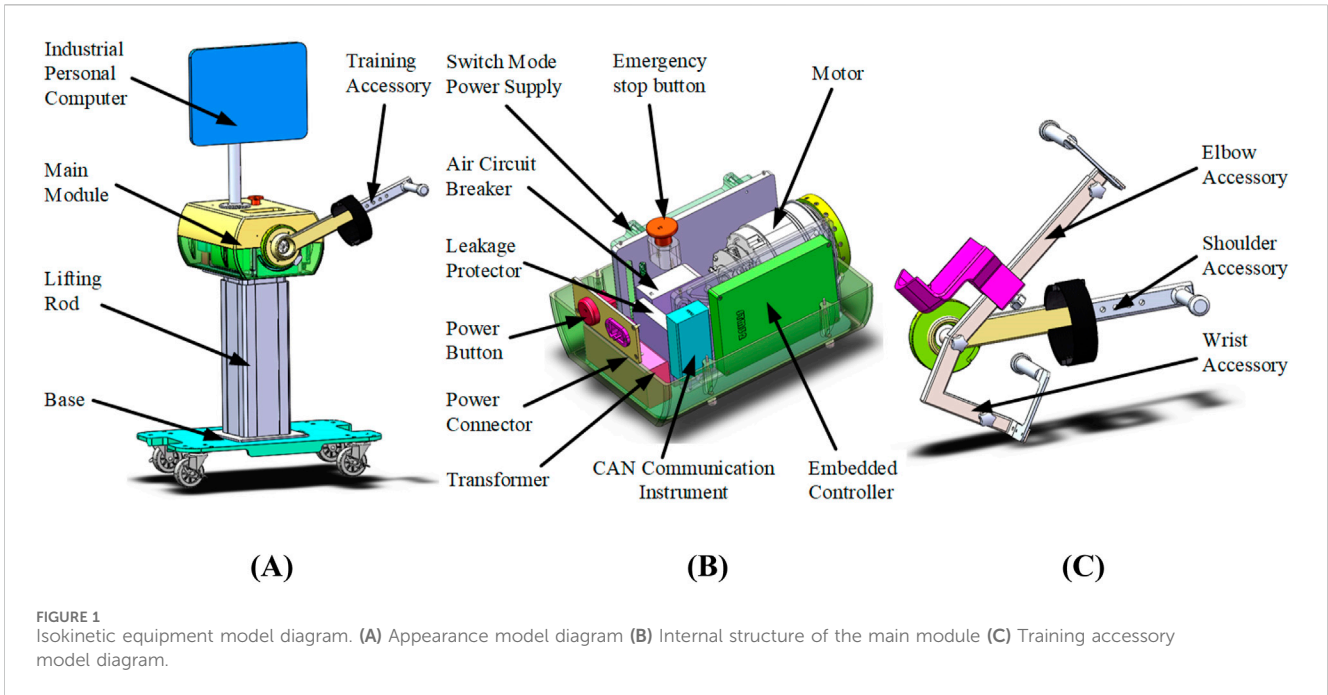 Industrial
Personal
Computer
Training
Accessory
Main
Module
Lifting
Rod
Base
(A)
Switch Mode
Power Supply
Emergency
stop button
Motor
Air Circuit
Breaker
Leakage
Protector
Power
Button
Power
Connector
Transformer
CAN Communication
Instrument
Embedded
Controller
(B)
Elbow
Accessory
Shoulder
Accessory
Wrist
Accessory
(C)
FIGURE 1
Isokinetic equipment model diagram. (A) Appearance model diagram (B) Internal structure of the main module (C) Training accessory
model diagram.